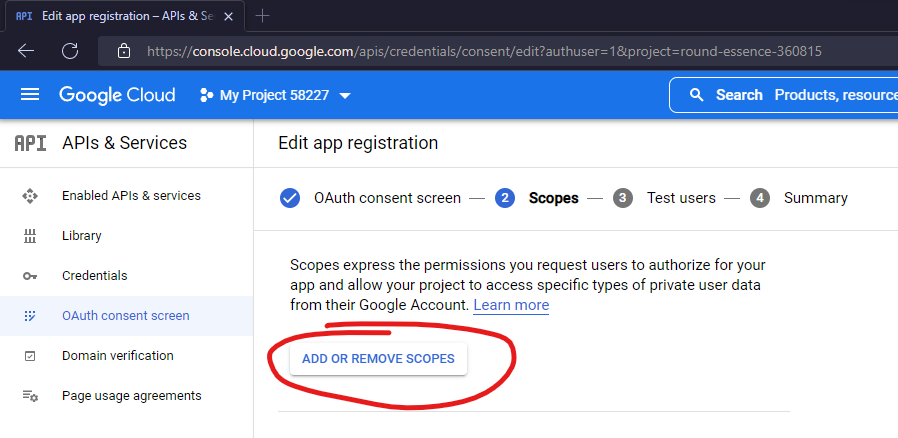 API Edit app registration – APIs & Se
https://console.cloud.google.com/apis/credentials/consent/edit?authuser=1&project=round-essence-360815
Google Cloud My Project 58227 Search Products, resource
API APIs & Services
Edit app registration
Enabled APIs & services
Library
Credentials
OAuth consent screen
Domain verification
Page usage agreements
OAuth consent screen — 2 Scopes — 3 Test users — 4 Summary
Scopes express the permissions you request users to authorize for your
app and allow your project to access specific types of private user data
from their Google Account. Learn more
ADD OR REMOVE SCOPES